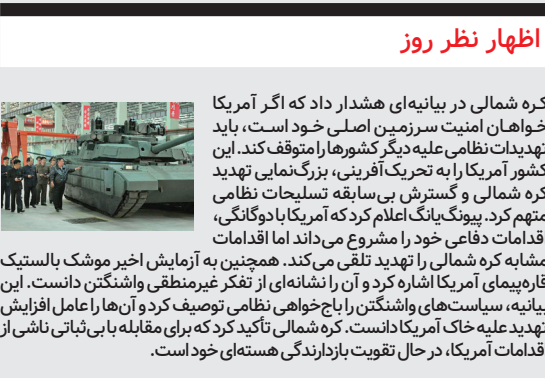 اظهار نظر روز
کره شمالی در بیانیه‌ای هشدار داد که اگر آمریکا
خواهان امنیت سرزمین اصلی خود است، باید
تهدیدات نظامی علیه دیگر کشورها را متوقف کند. این
کشور آمریکا را به تحریک‌آفرینی، بزرگ‌نمایی تهدید
کره شمالی و گسترش بی‌سابقه تسلیحات نظامی
متهم کرد. پیونگ‌یانگ اعلام کرد که آمریکا با دوگانگی،
اقدامات دفاعی خود را مشروع می‌داند اما اقدامات
مشابه کره شمالی را تهدید تلقی می‌کند. همچنین به آزمایش اخیر موشک بالستیک
قاره‌پیمای آمریکا اشاره کرد و آن را نشانه‌ای از تفکر غیرمنطقی واشنگتن دانست. این
بیانیه، سیاست‌های واشنگتن را باج‌خواهی نظامی توصیف کرد و آن‌ها را عامل افزایش
تهدید علیه خاک آمریکا دانست. کره شمالی تأکید کرد که برای مقابله با بی‌ثباتی ناشی از
اقدامات آمریکا، در حال تقویت بازدارندگی هسته‌ای خود است.